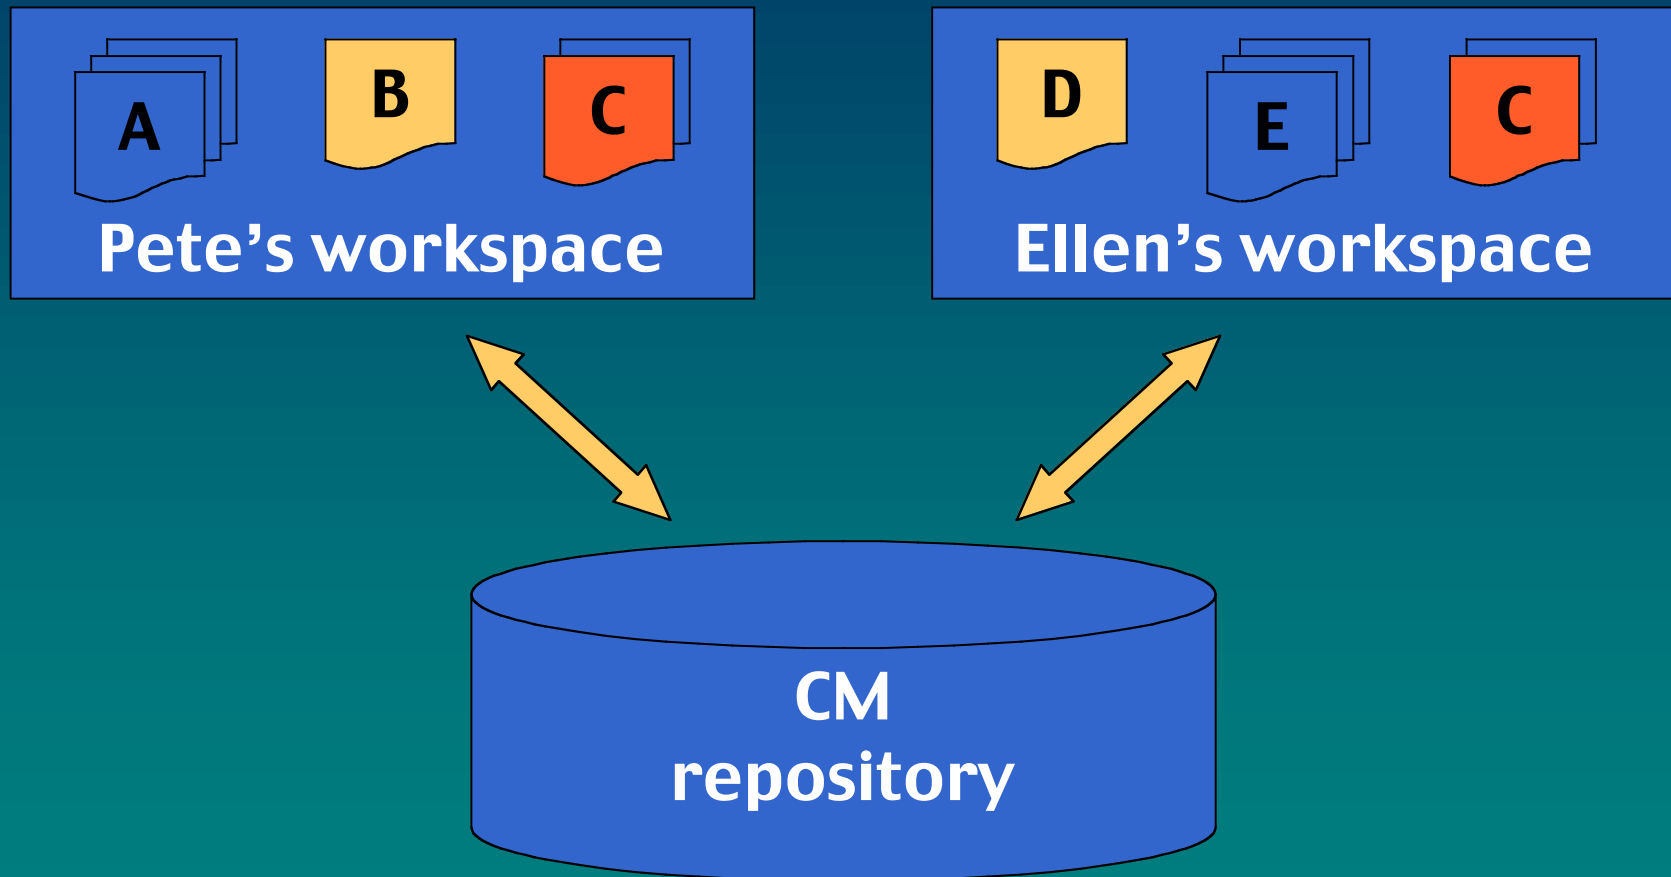 A B C
Pete’s workspace
D E C
Ellen’s workspace
CM
repository